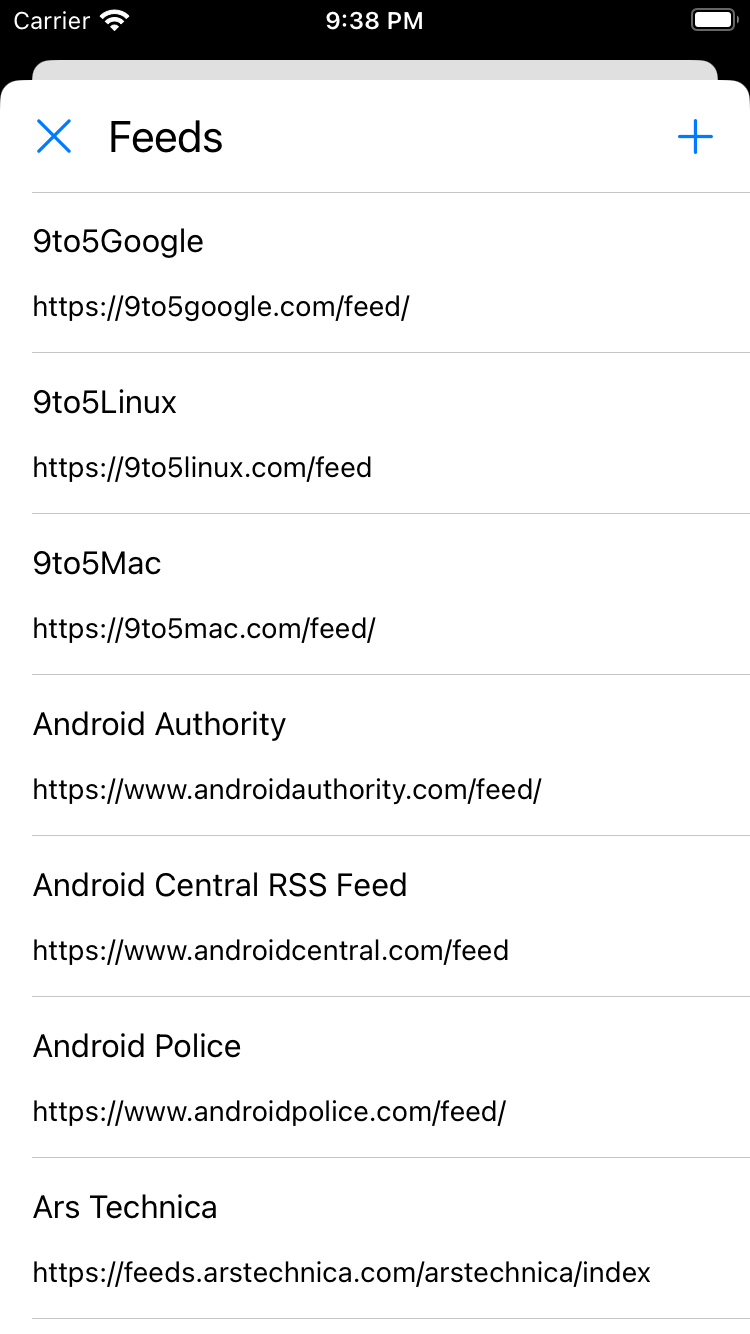 Carrier 9:38 PM
Feeds
9to5Google
https://9to5google.com/feed/
9to5Linux
https://9to5linux.com/feed
9to5Mac
https://9to5mac.com/feed/
Android Authority
https://www.androidauthority.com/feed/
Android Central RSS Feed
https://www.androidcentral.com/feed
Android Police
https://www.androidpolice.com/feed/
Ars Technica
https://feeds.arstechnica.com/arstechnica/index